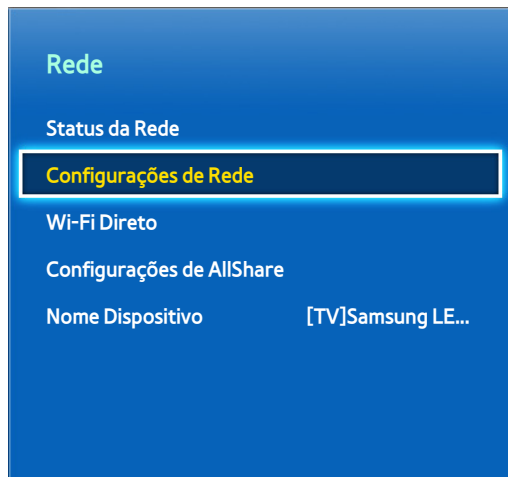 Rede
Status da Rede
Configurações de Rede
Wi-Fi Direto
Configurações de AllShare
Nome Dispositivo [TV]Samsung LE...